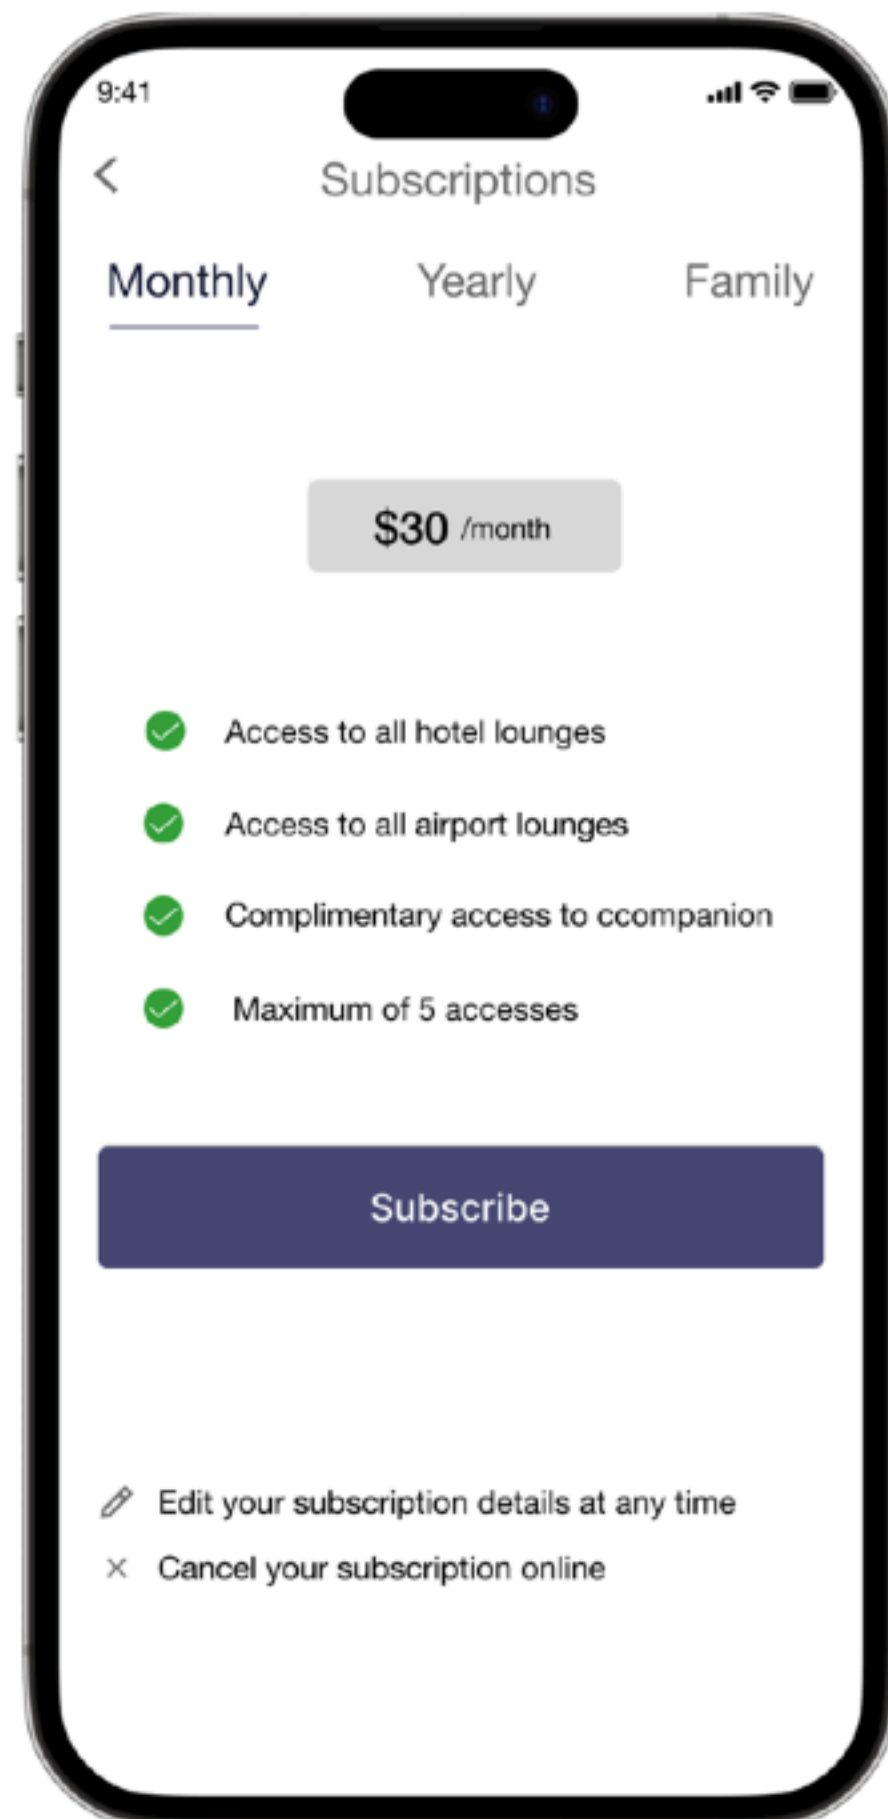 9:41
Subscriptions
Monthly Yearly Family
$30 /month
Access to all hotel lounges
Access to all airport lounges
Complimentary access to ccompanion
Maximum of 5 accesses
Subscribe
Edit your subscription details at any time
Cancel your subscription online